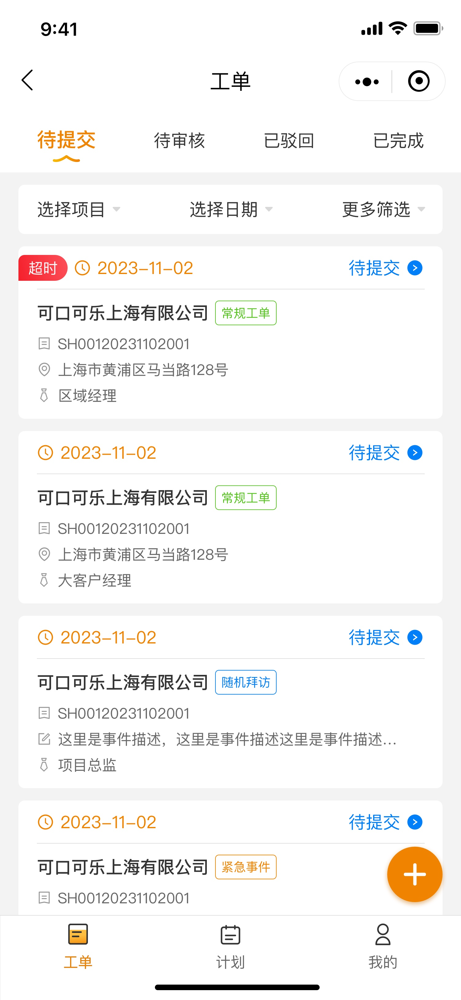 9:41
工单
待提交 待审核 已驳回 已完成
选择项目 选择日期 更多筛选
超时 2023-11-02 待提交
可口可乐上海有限公司 常规工单
SH00120231102001
上海市黄浦区马当路128号
区域经理
2023-11-02 待提交
可口可乐上海有限公司 常规工单
SH00120231102001
上海市黄浦区马当路128号
大客户经理
2023-11-02 待提交
可口可乐上海有限公司 随机拜访
SH00120231102001
这里是事件描述，这里是事件描述这里是事件描述...
项目总监
2023-11-02 待提交
可口可乐上海有限公司 紧急事件
SH00120231102001
工单 计划 我的